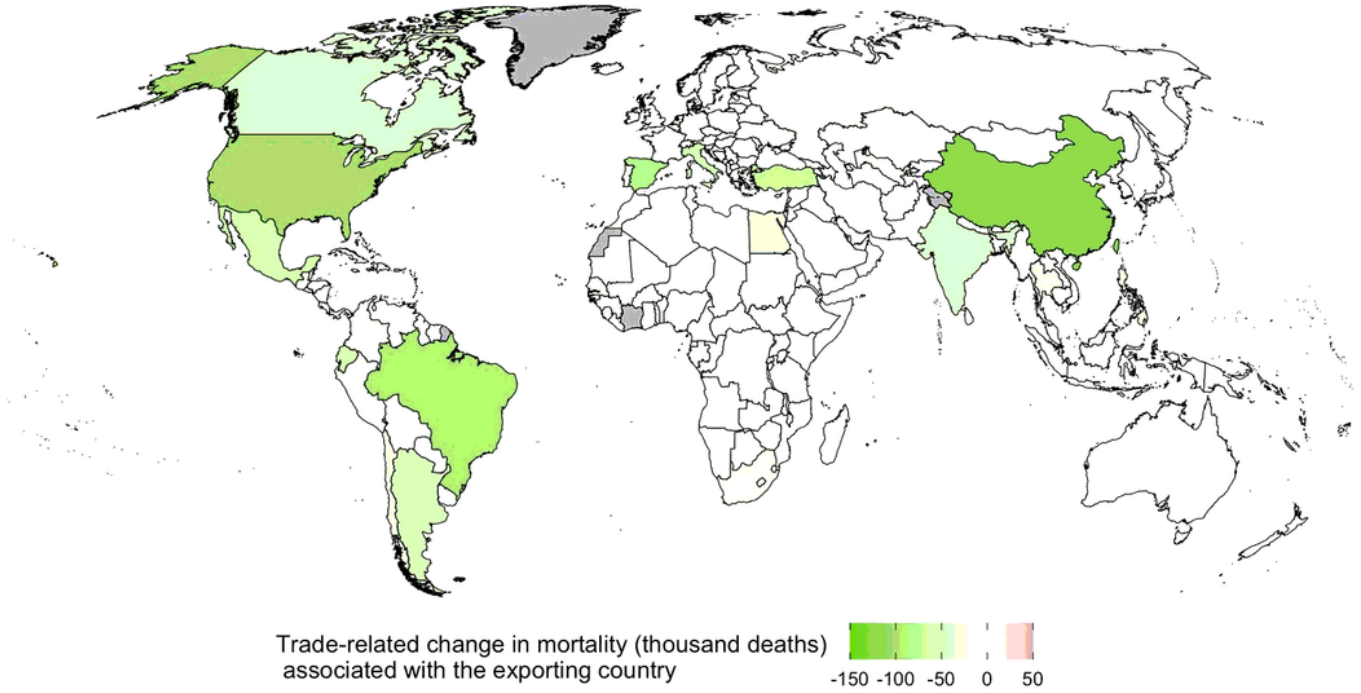 Trade-related change in mortality (thousand deaths)
associated with the exporting country
-150 -100 -50 0 50